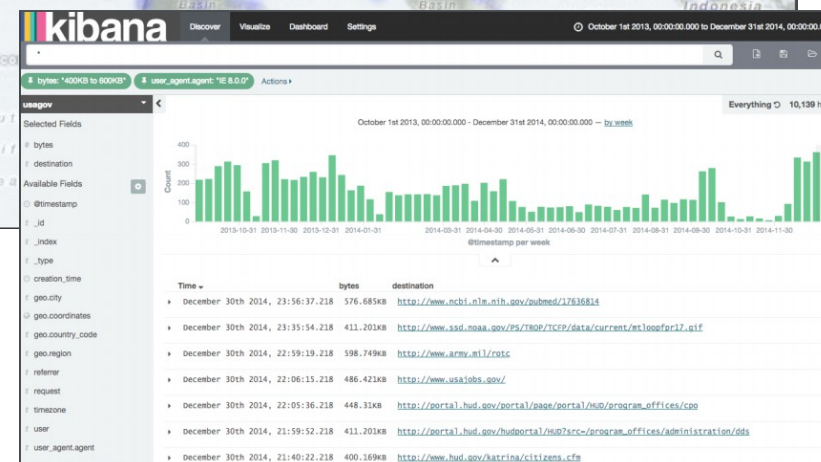 Basin Basin Indonesia
kibana Discover Visualize Dashboard Settings October 1st 2013, 00:00:00.000 to December 31st 2014, 00:00:00.
*
bytes: "400KB to 600KB" user_agent.agent: "IE 8.0.0" Actions
usagov Everything 10,139 h
Selected Fields
October 1st 2013, 00:00:00.000 - December 31st 2014, 00:00:00.000 — by week
# bytes
t destination
Available Fields
@timestamp
t _id
t _index
t _type
creation_time
t geo.city
geo.coordinates
t geo.country_code
t geo.region
t referrer
t request
t timezone
t user
t user_agent.agent
Count
400
300
200
100
0
2013-10-31 2013-11-30 2013-12-31 2014-01-31 2014-03-31 2014-04-30 2014-05-31 2014-06-30 2014-07-31 2014-08-31 2014-09-30 2014-10-31 2014-11-30
@timestamp per week
Time bytes destination
December 30th 2014, 23:56:37.218 576.685KB http://www.ncbi.nlm.nih.gov/pubmed/17636814
December 30th 2014, 23:35:54.218 411.201KB http://www.ssd.noaa.gov/PS/TROP/TCFP/data/current/mtloopfpr17.gif
December 30th 2014, 22:59:19.218 598.749KB http://www.army.mil/rotc
December 30th 2014, 22:06:15.218 486.421KB http://www.usajobs.gov/
December 30th 2014, 22:05:36.218 448.31KB http://portal.hud.gov/portal/page/portal/HUD/program_offices/cpo
December 30th 2014, 21:59:52.218 411.201KB http://portal.hud.gov/hudportal/HUD?src=/program_offices/administration/dds
December 30th 2014, 21:40:22.218 400.169KB http://www.hud.gov/katrina/citizens.cfm